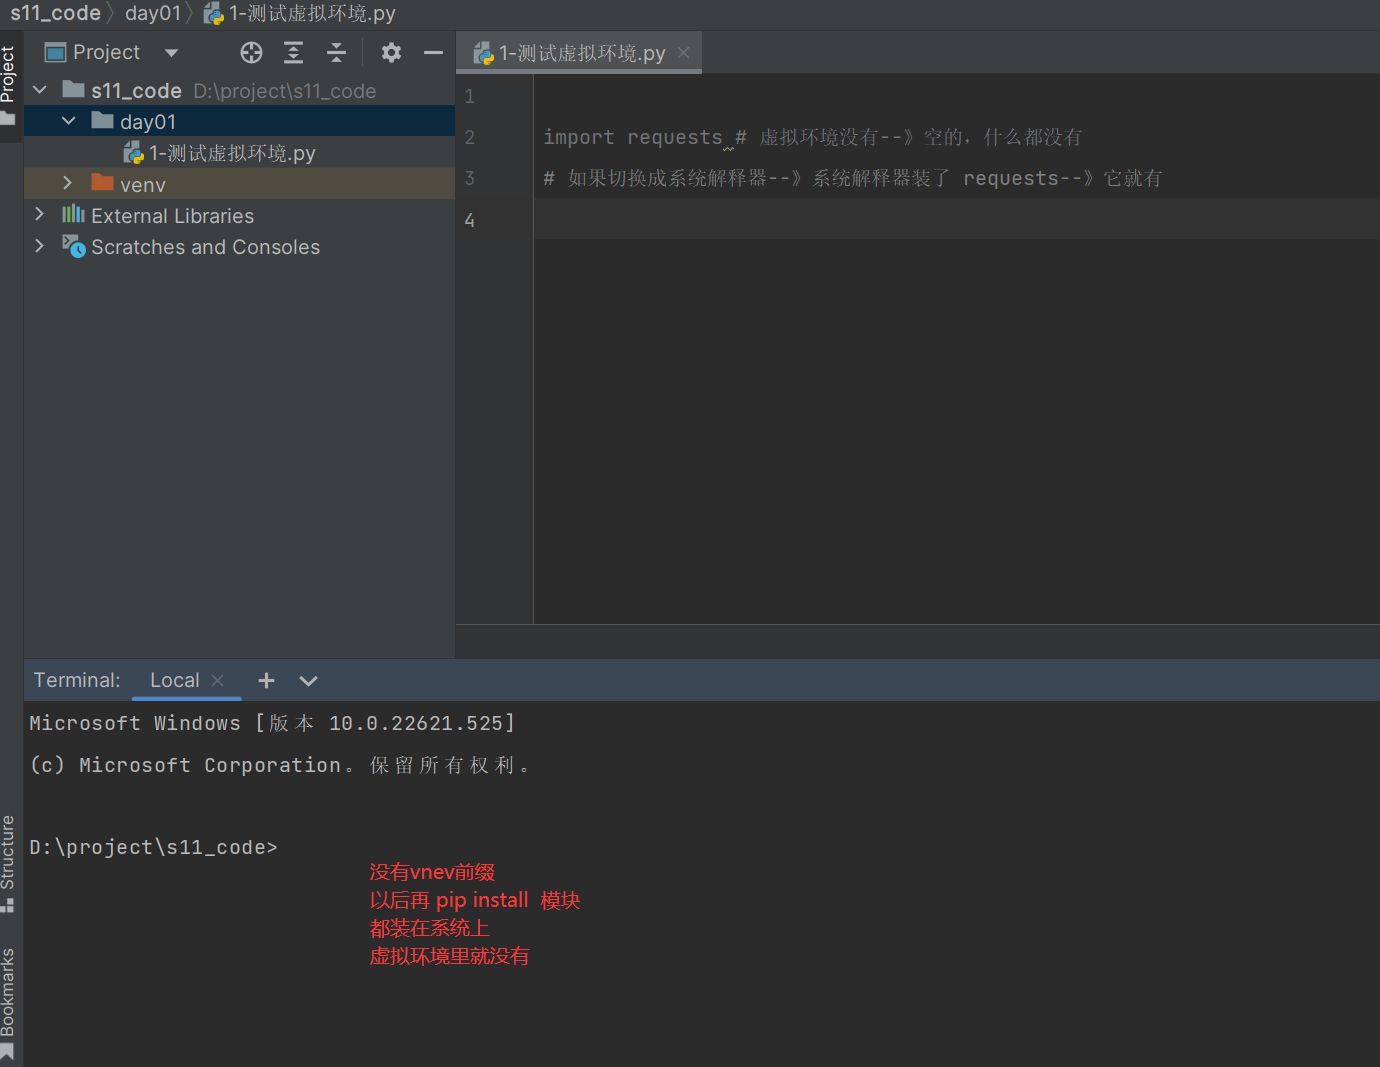 s11_code day01 1-测试虚拟环境.py
Project
Project
1-测试虚拟环境.py
s11_code D:\project\s11_code
day01
1-测试虚拟环境.py
venv
External Libraries
Scratches and Consoles
1
2 import requests # 虚拟环境没有--》空的，什么都没有
3 # 如果切换成系统解释器--》系统解释器装了 requests--》它就有
4
Terminal: Local
Microsoft Windows [版本 10.0.22621.525]
(c) Microsoft Corporation。保留所有权利。
D:\project\s11_code>
没有vnev前缀
以后再 pip install 模块
都装在系统上
虚拟环境里就没有
Structure
Bookmarks